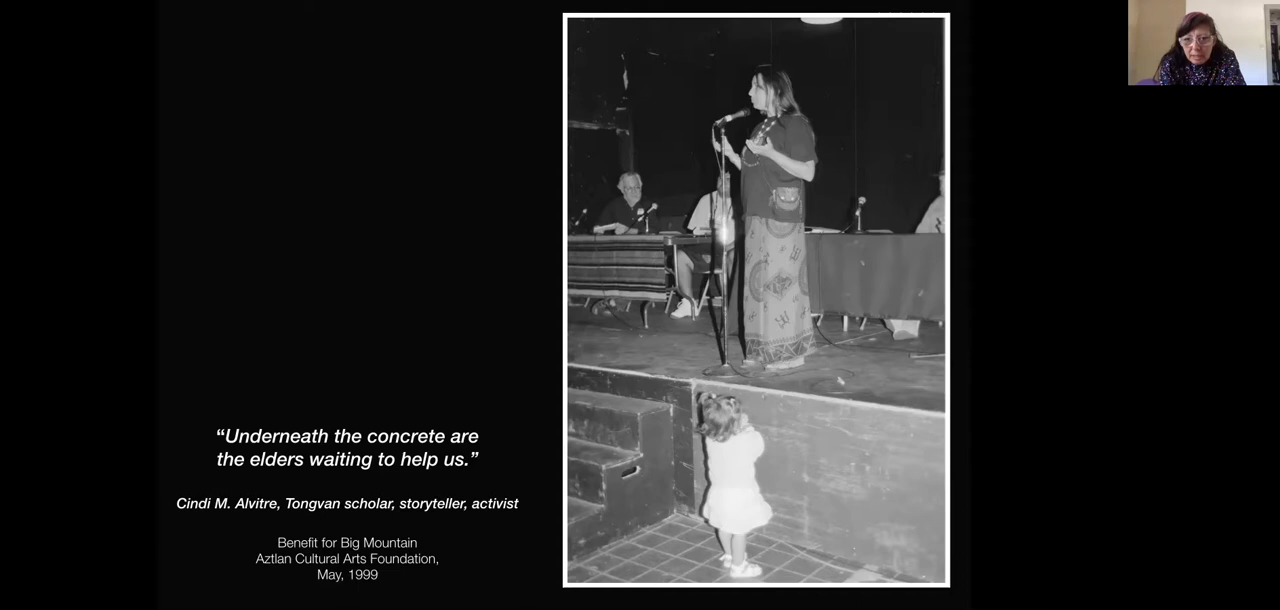 “Underneath the concrete are
the elders waiting to help us.”
Cindi M. Alvitre, Tongvan scholar, storyteller, activist
Benefit for Big Mountain
Aztlan Cultural Arts Foundation,
May, 1999